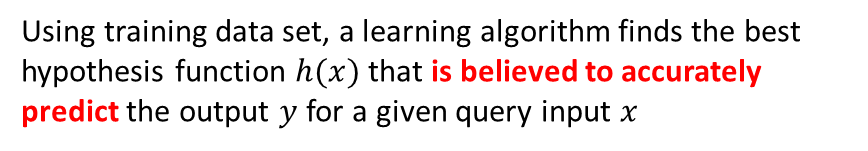 Using training data set, a learning algorithm finds the best
hypothesis function h(x) that is believed to accurately
predict the output y for a given query input x